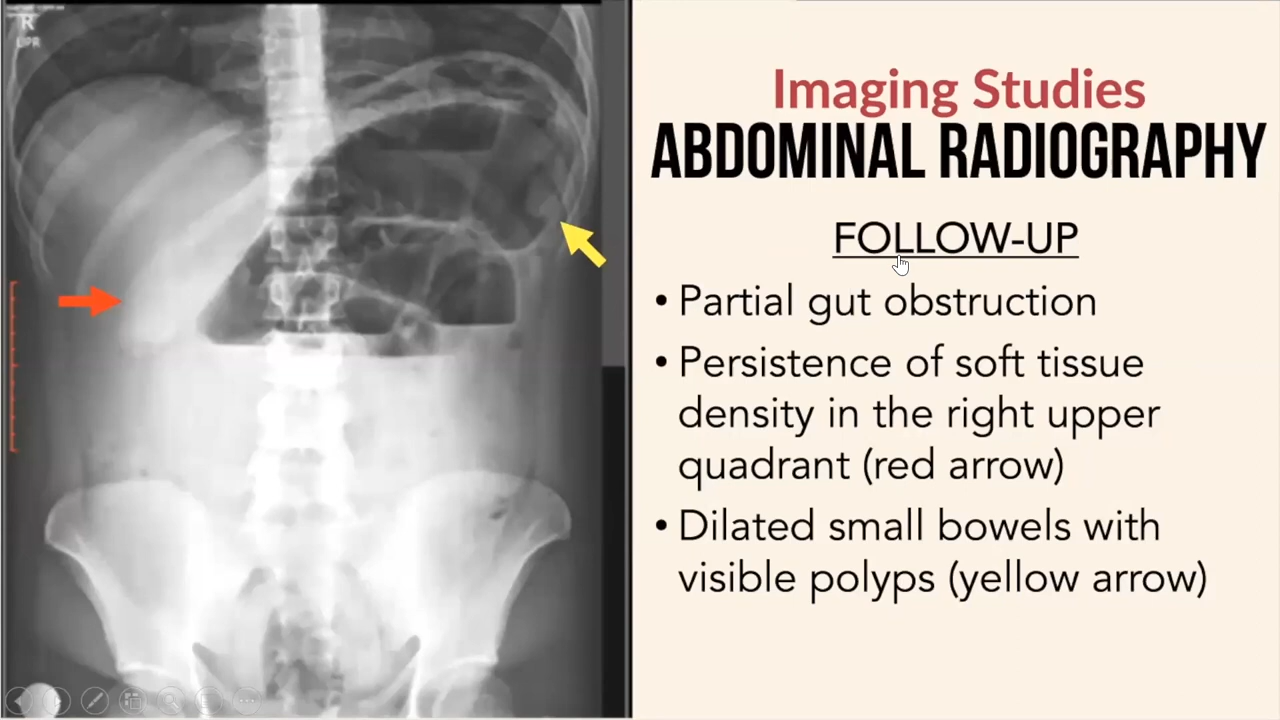 R
UPR
Imaging Studies
ABDOMINAL RADIOGRAPHY
FOLLOW-UP
• Partial gut obstruction
• Persistence of soft tissue
density in the right upper
quadrant (red arrow)
• Dilated small bowels with
visible polyps (yellow arrow)